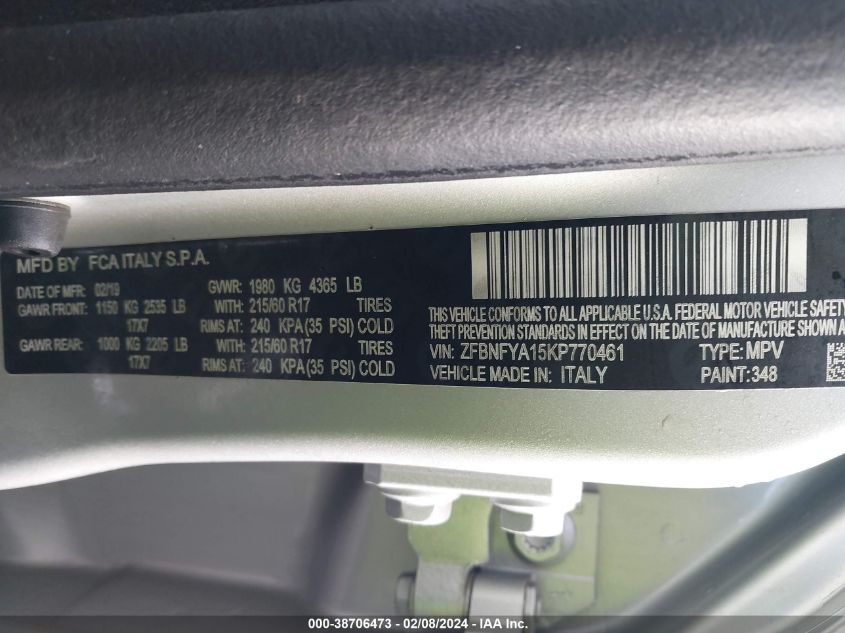 MFD BY FCA ITALY S.P.A.
DATE OF MFR: 02/19 GVWR: 1980 KG 4365 LB
GAWR FRONT: 1150 KG 2535 LB WITH: 215/60 R17 TIRES
17X7 RIMS AT: 240 KPA (35 PSI) COLD
GAWR REAR: 1000 KG 2205 LB WITH: 215/60 R17 TIRES
17X7 RIMS AT: 240 KPA (35 PSI) COLD
THIS VEHICLE CONFORMS TO ALL APPLICABLE U.S.A. FEDERAL MOTOR VEHICLE SAFETY
THEFT PREVENTION STANDARDS IN EFFECT ON THE DATE OF MANUFACTURE SHOWN A
VIN: ZFBNFYA15KP770461 TYPE: MPV
VEHICLE MADE IN: ITALY PAINT: 348
000-38706473 - 02/08/2024 - IAA Inc.